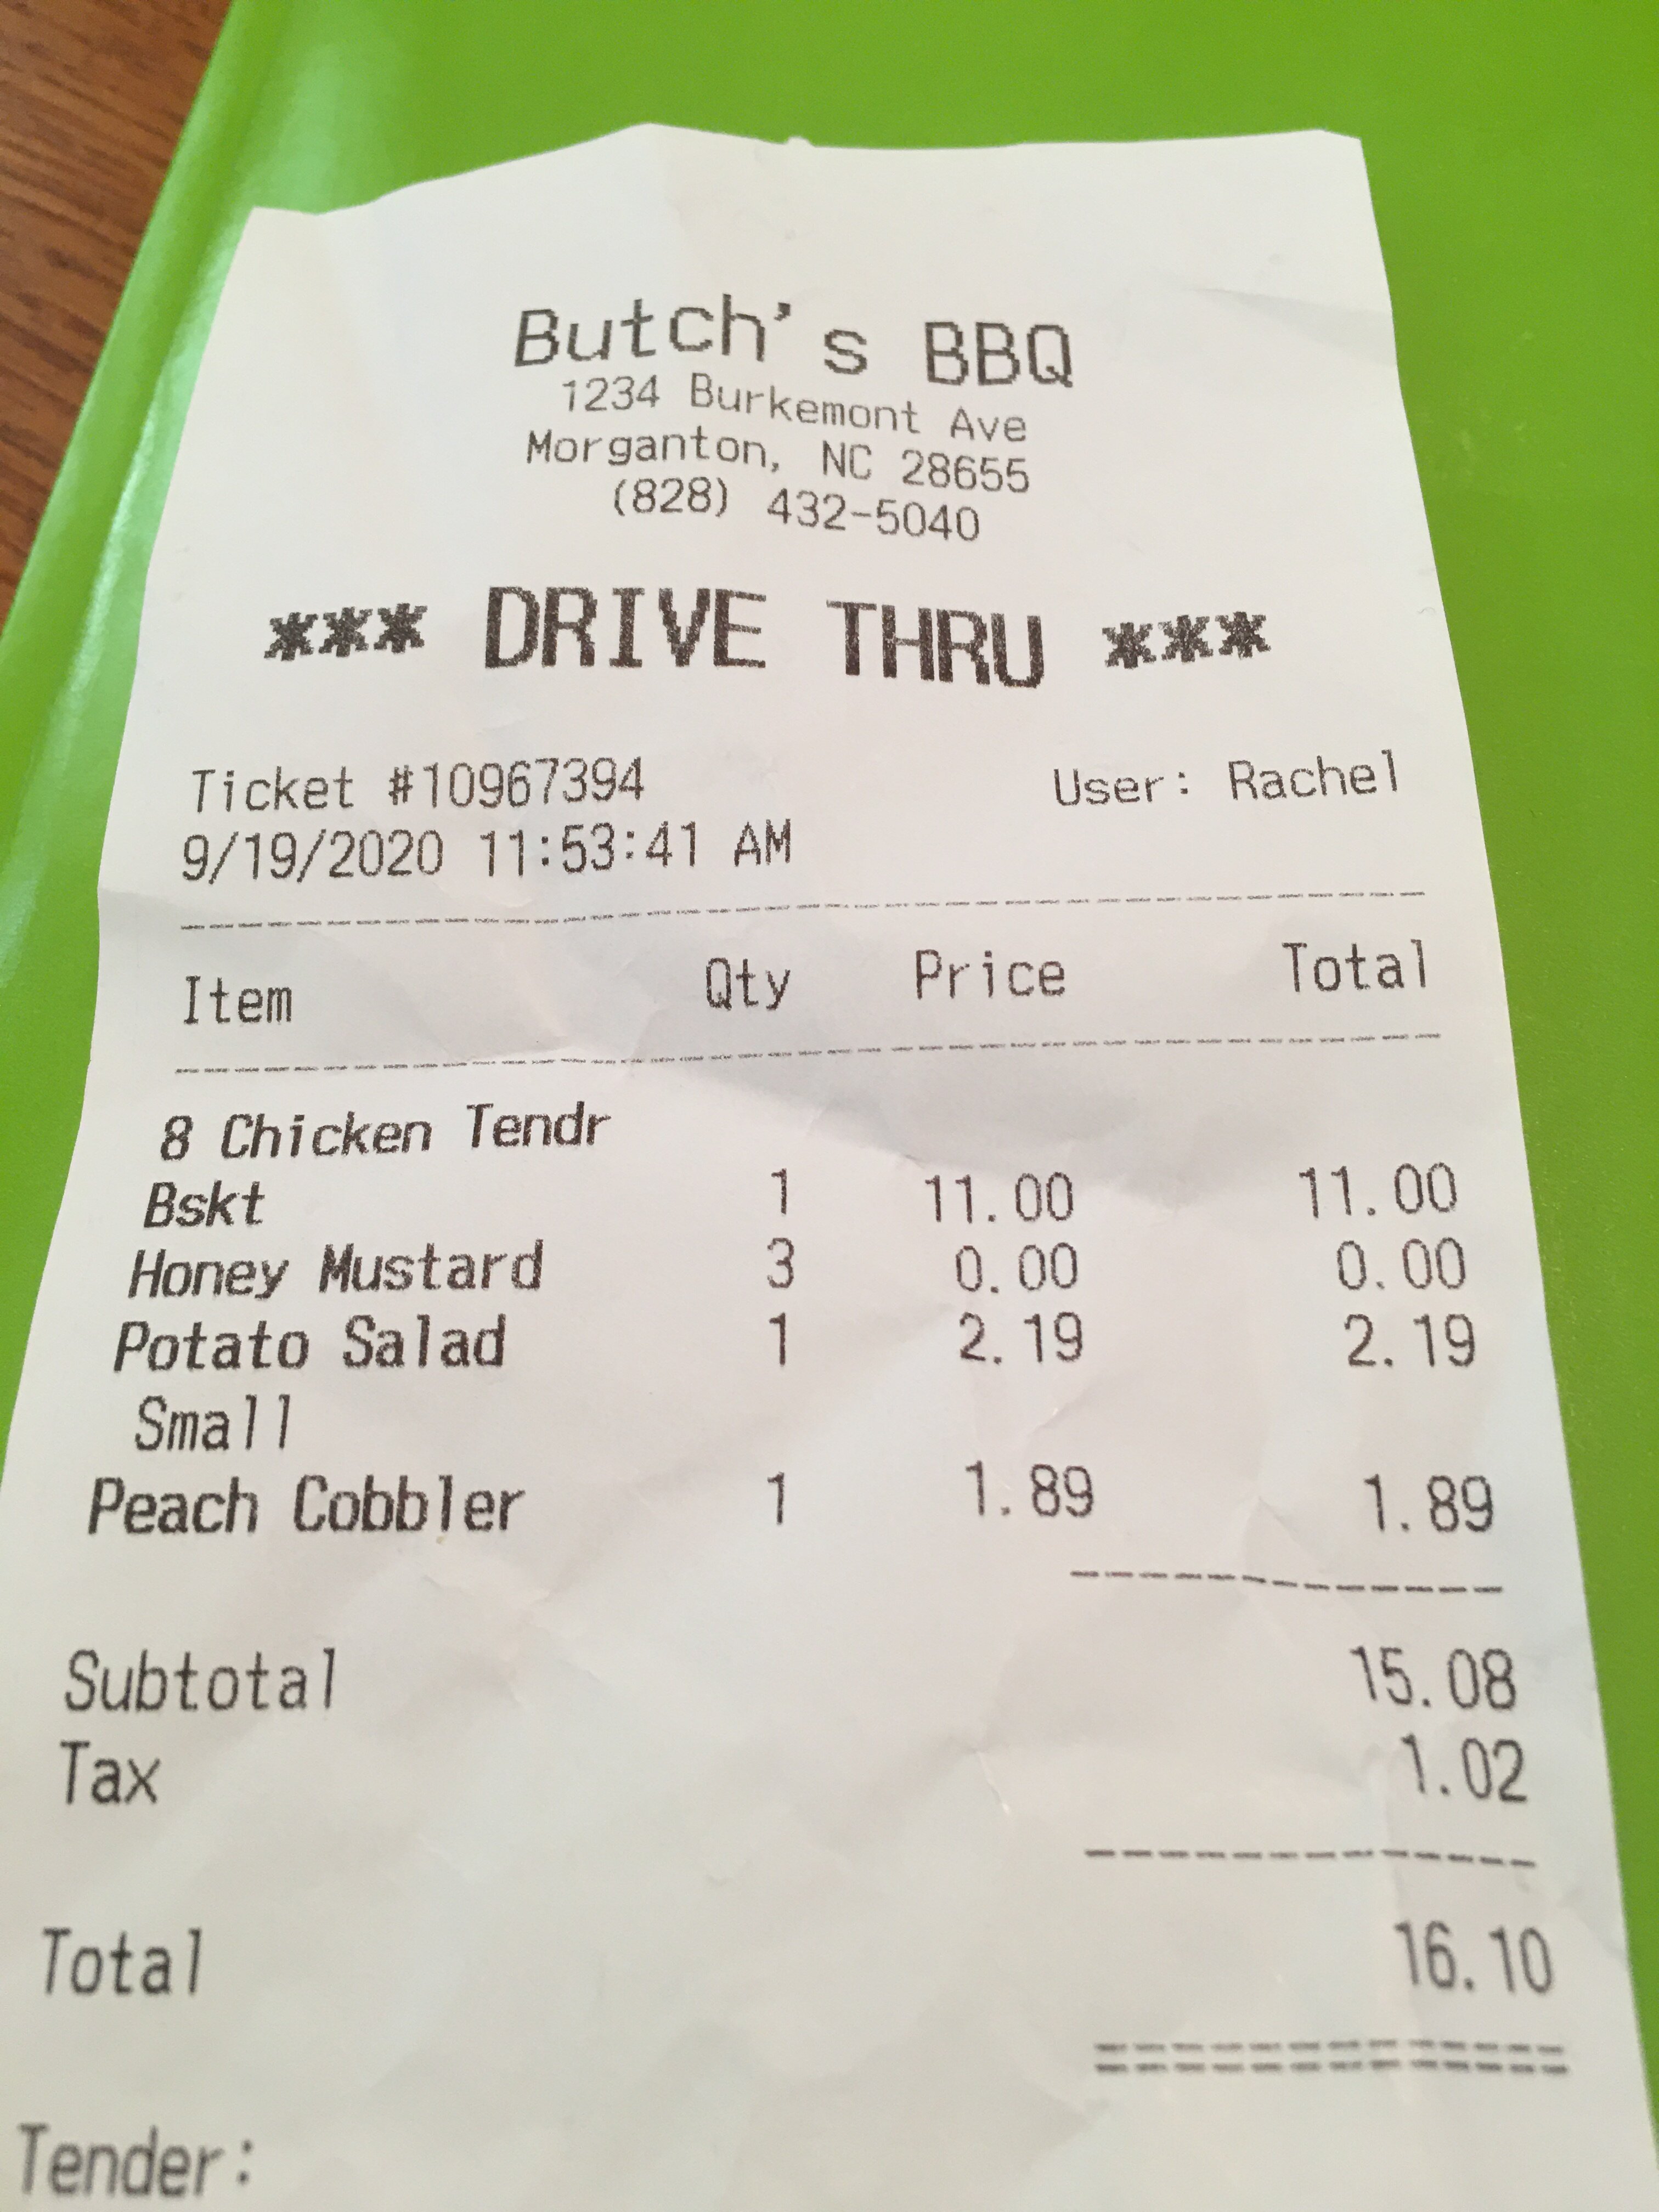 Butch's BBQ
1234 Burkemont Ave
Morganton, NC 28655
(828) 432-5040
*** DRIVE THRU ***
Ticket #10967394 User: Rachel
9/19/2020 11:53:41 AM
Item Qty Price Total
8 Chicken Tendr
Bskt 1 11.00 11.00
Honey Mustard 3 0.00 0.00
Potato Salad 1 2.19 2.19
Small
Peach Cobbler 1 1.89 1.89
Subtotal 15.08
Tax 1.02
Total 16.10
Tender: